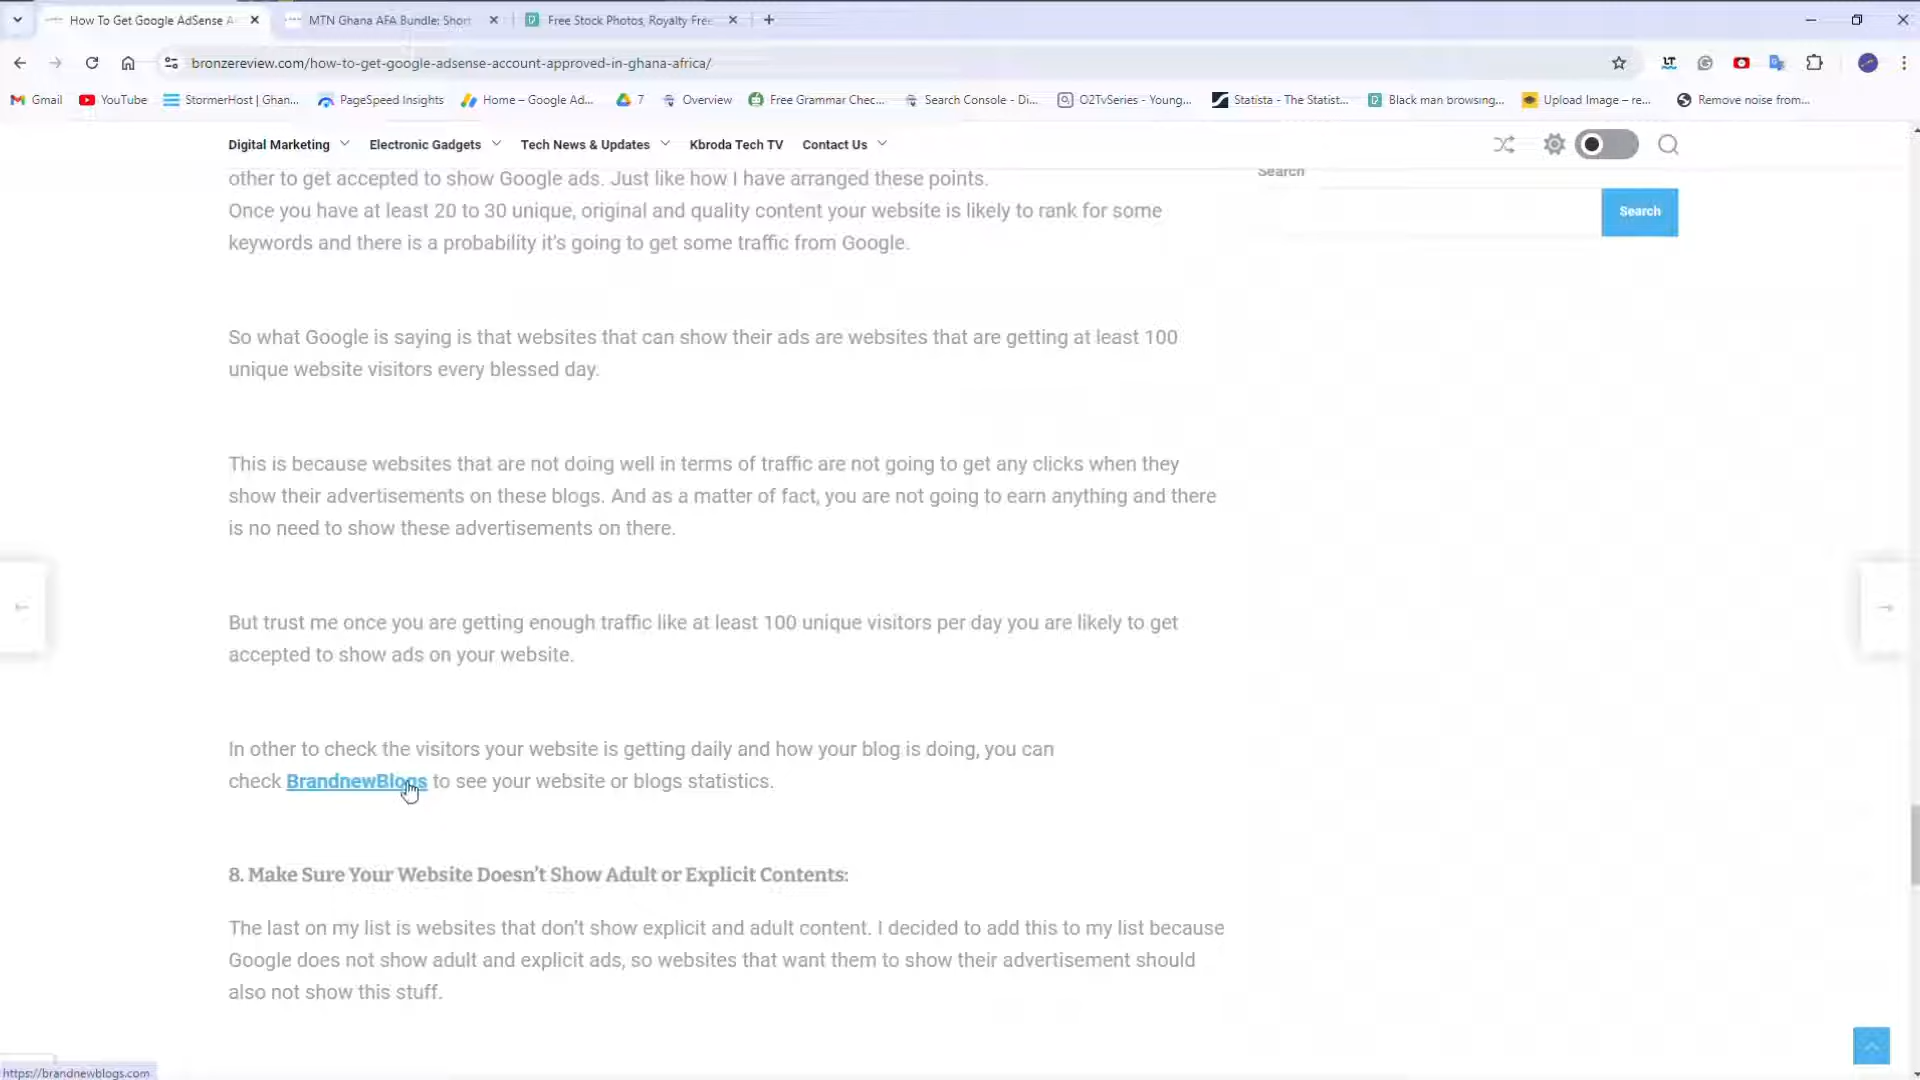 How To Get Google AdSense A
MTN Ghana AFA Bundle: Short
Free Stock Photos, Royalty Free
bronzereview.com/how-to-get-google-adsense-account-approved-in-ghana-africa/
Gmail
YouTube
StormerHost | Ghan...
PageSpeed Insights
Home – Google Ad...
7
Overview
Free Grammar Chec...
Search Console - Di...
O2TvSeries - Young...
Statista - The Statist...
Black man browsing...
Upload Image – re...
Remove noise from...
Digital Marketing
Electronic Gadgets
Tech News & Updates
Kbroda Tech TV
Contact Us
other to get accepted to show Google ads. Just like how I have arranged these points.
Once you have at least 20 to 30 unique, original and quality content your website is likely to rank for some
keywords and there is a probability it’s going to get some traffic from Google.
Search
Search
So what Google is saying is that websites that can show their ads are websites that are getting at least 100
unique website visitors every blessed day.
This is because websites that are not doing well in terms of traffic are not going to get any clicks when they
show their advertisements on these blogs. And as a matter of fact, you are not going to earn anything and there
is no need to show these advertisements on there.
But trust me once you are getting enough traffic like at least 100 unique visitors per day you are likely to get
accepted to show ads on your website.
In other to check the visitors your website is getting daily and how your blog is doing, you can
check BrandnewBlogs to see your website or blogs statistics.
8. Make Sure Your Website Doesn’t Show Adult or Explicit Contents:
The last on my list is websites that don’t show explicit and adult content. I decided to add this to my list because
Google does not show adult and explicit ads, so websites that want them to show their advertisement should
also not show this stuff.
https://brandnewblogs.com